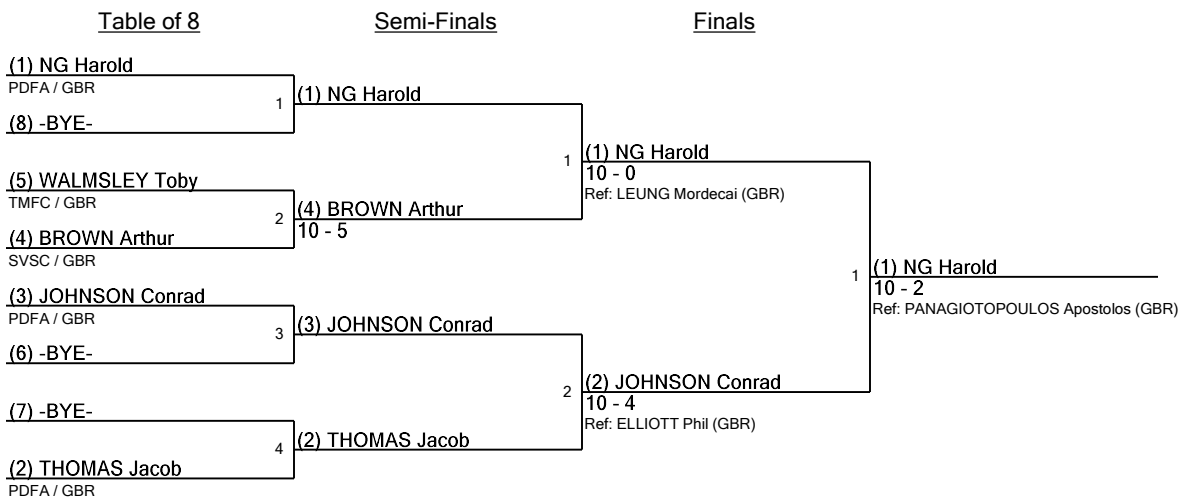 Table of 8
Semi-Finals
Finals
(1) NG Harold
PDFA / GBR
1
(8) -BYE-
(5) WALMSLEY Toby
TMFC / GBR
2
(4) BROWN Arthur
SVSC / GBR
(3) JOHNSON Conrad
PDFA / GBR
3
(6) -BYE-
(7) -BYE-
4
(2) THOMAS Jacob
PDFA / GBR
(1) NG Harold
1
(4) BROWN Arthur
10 - 5
(3) JOHNSON Conrad
2
(2) THOMAS Jacob
(1) NG Harold
10 - 0
Ref: LEUNG Mordecai (GBR)
1
(2) JOHNSON Conrad
10 - 4
Ref: ELLIOTT Phil (GBR)
(1) NG Harold
10 - 2
Ref: PANAGIOTOPOULOS Apostolos (GBR)